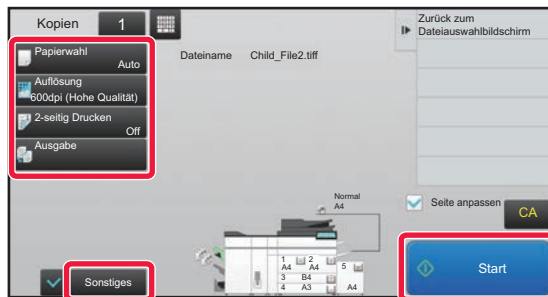 Kopien 1
Zurück zum
Dateiauswahlbildschirm
Papierwahl
Auto
Dateiname Child_File2.tiff
Auflösung
600dpi (Hohe Qualität)
2-seitig Drucken
Off
Ausgabe
Normal
A4
Seite anpassen
CA
1 2
A4 A4
5
3 B4
4 A3
A4
Sonstiges
Start